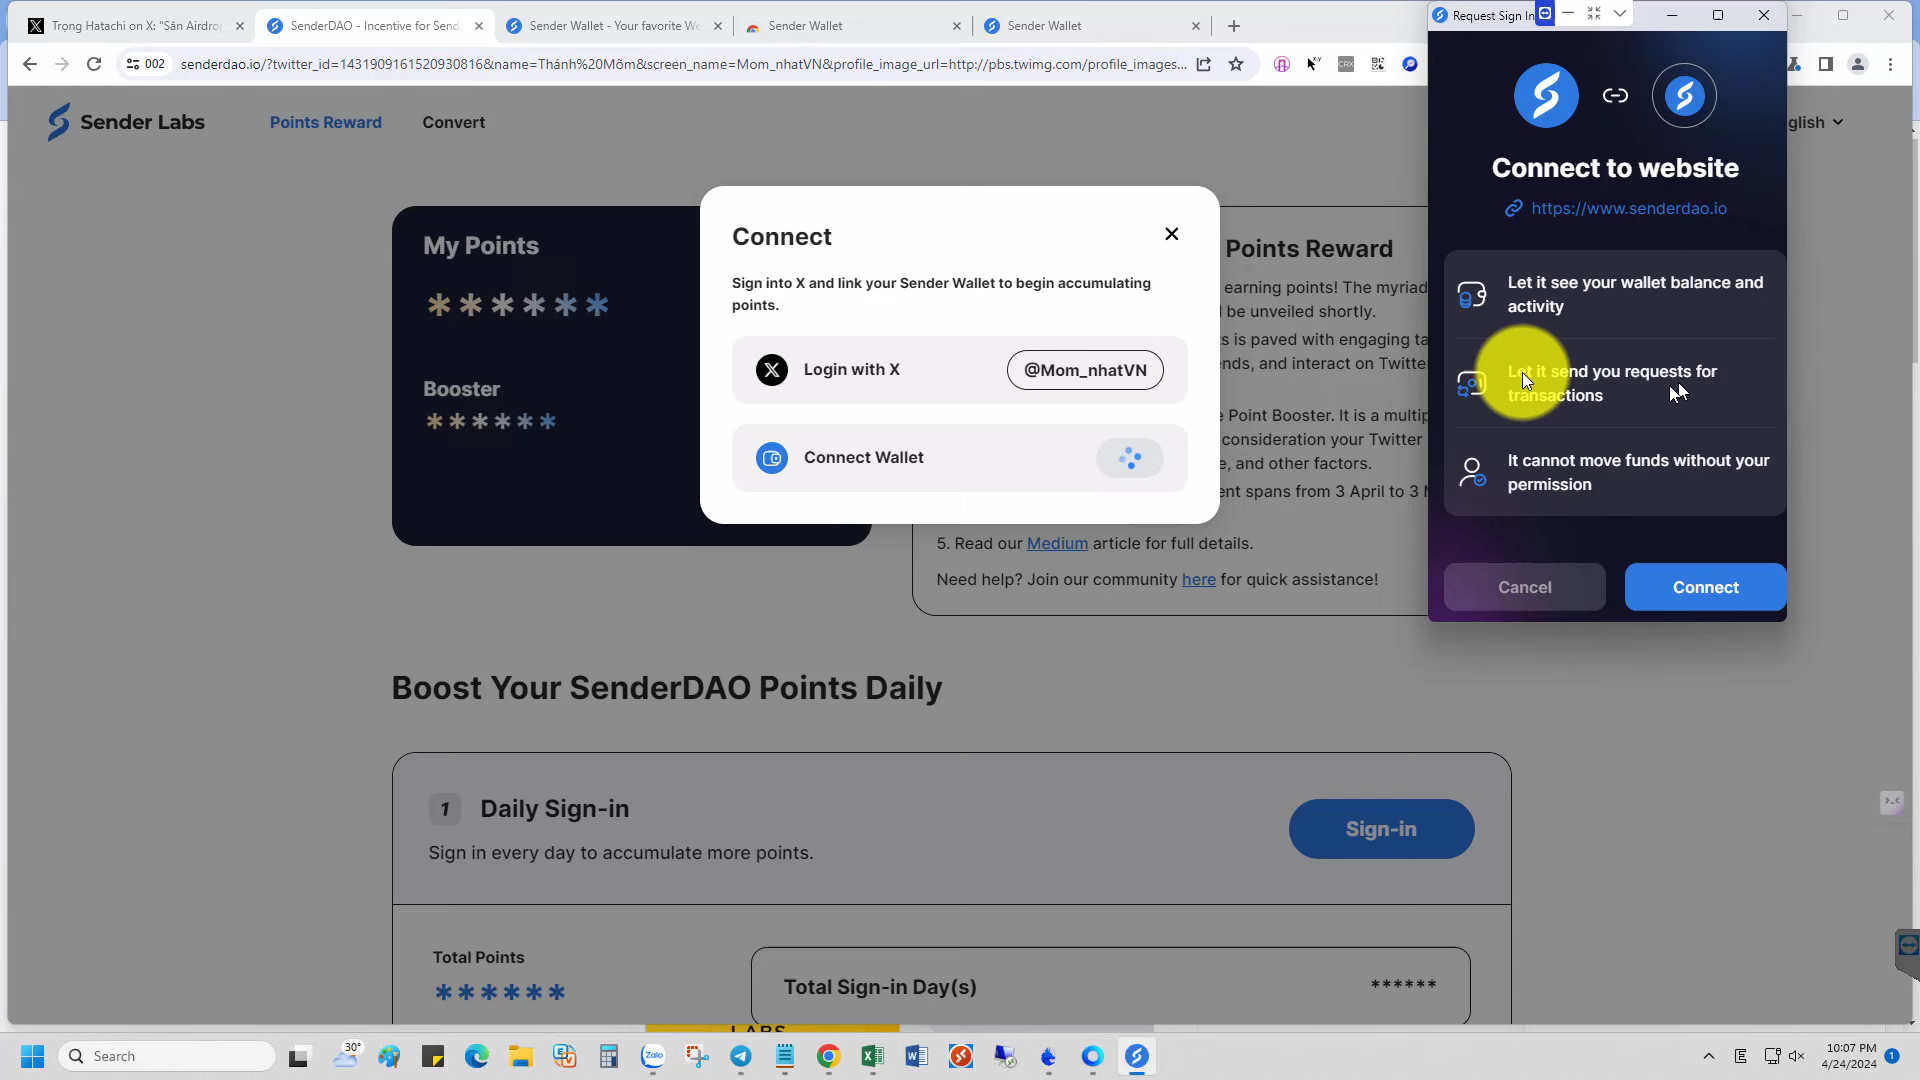 Trọng Hatachi on X: "Săn Airdrop
SenderDAO - Incentive for Send
Sender Wallet - Your favorite We
Sender Wallet
Sender Wallet
Request Sign In
002
senderdao.io/?twitter_id=1431909161520930816&name=Thánh%20Mõm&screen_name=Mom_nhatVN&profile_image_url=http://pbs.twimg.com/profile_images...
CRX
Sender Labs
Points Reward
Convert
glish
My Points
******
Booster
******
Connect
Sign into X and link your Sender Wallet to begin accumulating
points.
Login with X
@Mom_nhatVN
Connect Wallet
Points Reward
earning points! The myriad
l be unveiled shortly.
s is paved with engaging ta
ends, and interact on Twitter
e Point Booster. It is a multip
consideration your Twitter
e, and other factors.
ent spans from 3 April to 3 M
5. Read our Medium article for full details.
Need help? Join our community here for quick assistance!
Connect to website
https://www.senderdao.io
Let it see your wallet balance and
activity
Let it send you requests for
transactions
It cannot move funds without your
permission
Cancel
Connect
Boost Your SenderDAO Points Daily
1
Daily Sign-in
Sign in every day to accumulate more points.
Sign-in
Total Points
******
Total Sign-in Day(s)
******
LABS
Search
30°
Zalo
E
10:07 PM
4/24/2024
1